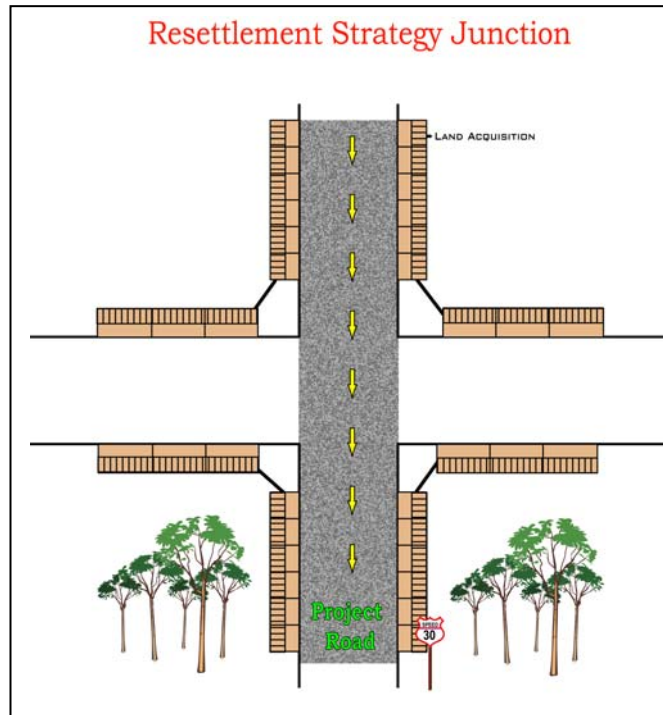 Resettlement Strategy Junction
LAND ACQUISITION
Project
Road
SPEED
30